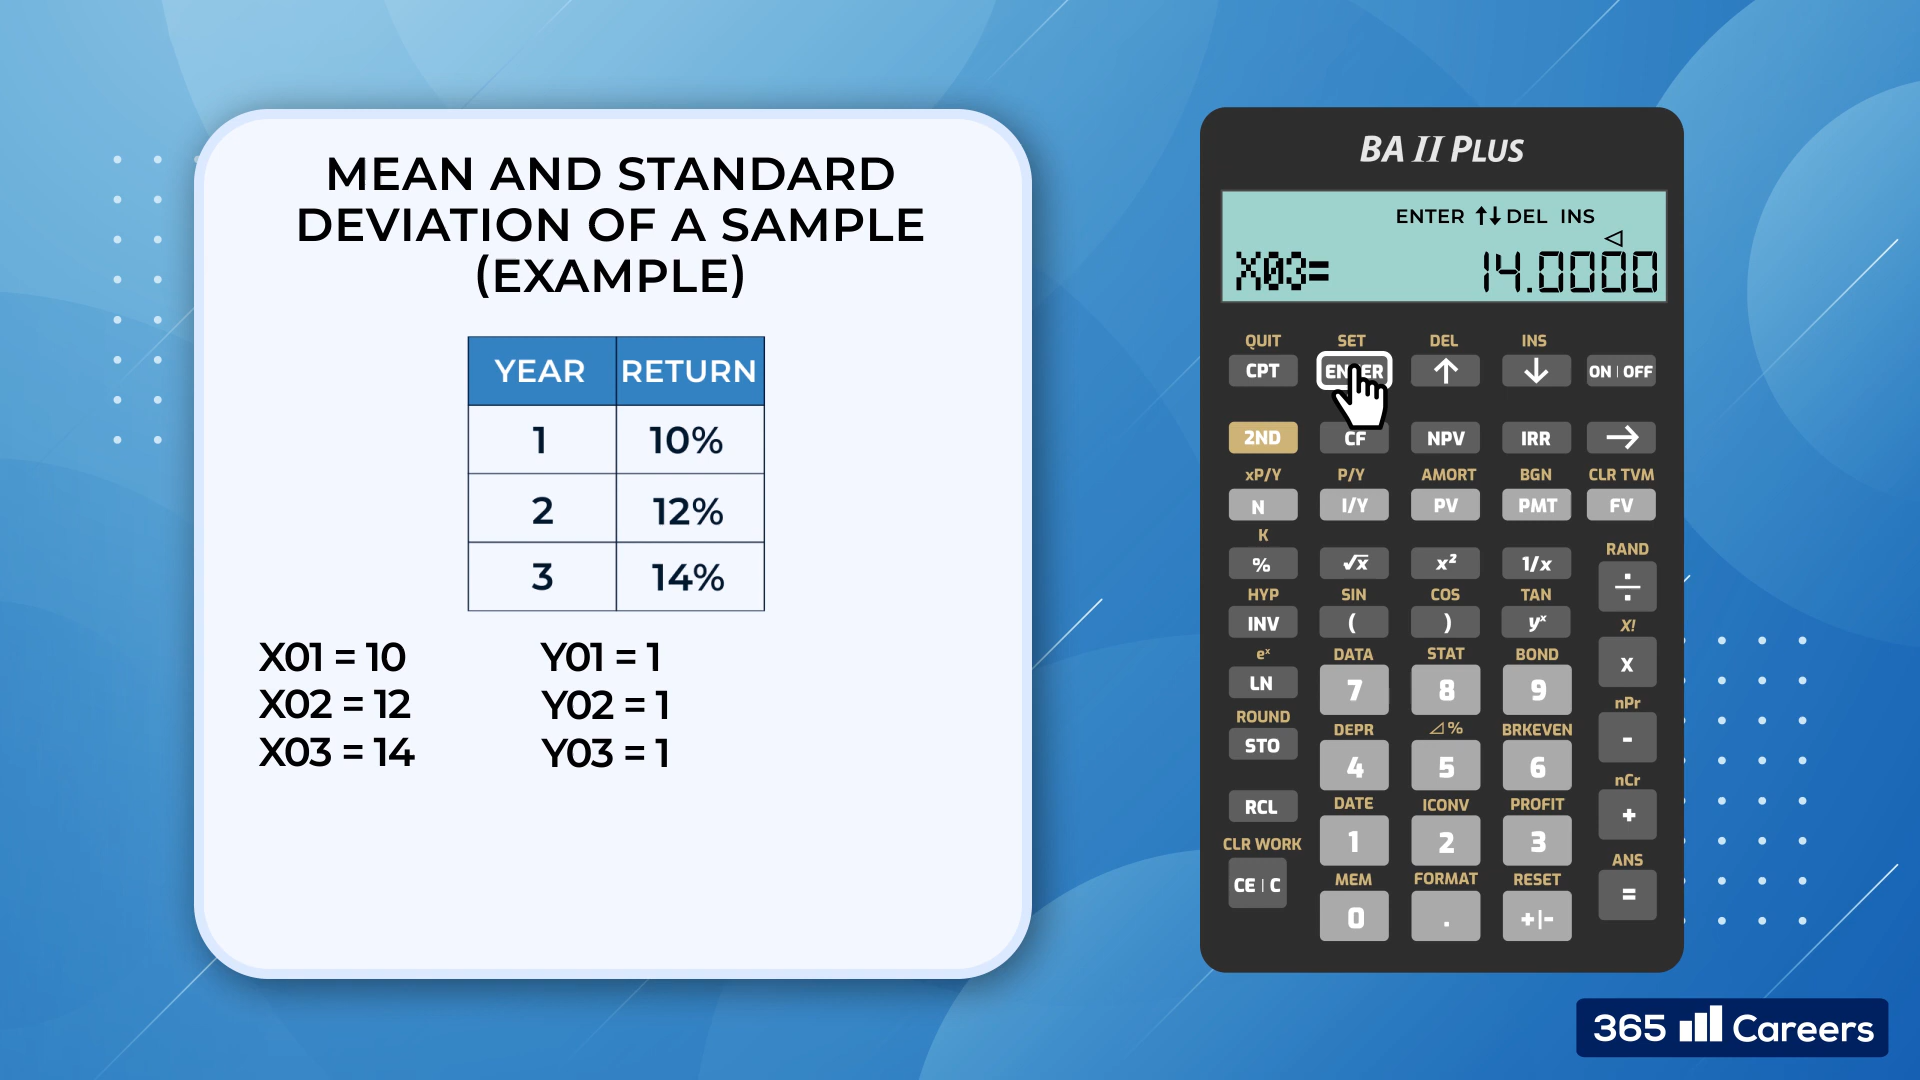 MEAN AND STANDARD
DEVIATION OF A SAMPLE
(EXAMPLE)
YEAR RETURN
1 10%
2 12%
3 14%
X01 = 10 Y01 = 1
X02 = 12 Y02 = 1
X03 = 14 Y03 = 1
BA II PLUS
ENTER ↑↓ DEL INS
◁
X03= 14.0000
QUIT SET DEL INS
CPT ENTER ↑ ↓ ON | OFF
2ND CF NPV IRR →
xP/Y P/Y AMORT BGN CLR TVM
N I/Y PV PMT FV
K
RAND
% √x x² 1/x ÷
HYP SIN COS TAN
INV ( ) yˣ
X!
eˣ DATA STAT BOND
LN 7 8 9 x
ROUND nPr
STO DEPR ⊿% BRKEVEN
4 5 6 -
nCr
RCL DATE ICONV PROFIT
1 2 3 +
CLR WORK ANS
CE | C MEM FORMAT RESET =
0 . +|-
365 Careers